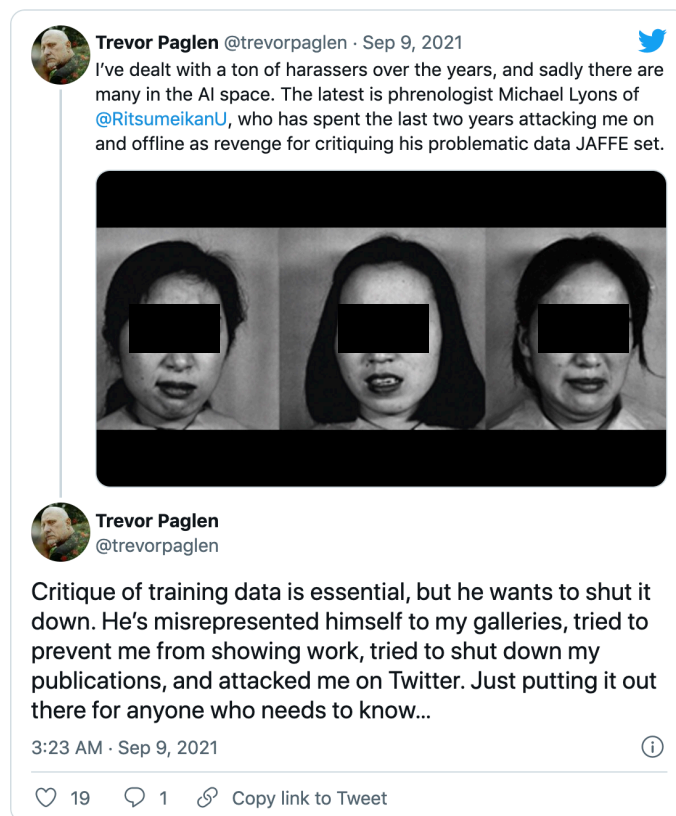 Trevor Paglen @trevorpaglen · Sep 9, 2021
I’ve dealt with a ton of harassers over the years, and sadly there are
many in the AI space. The latest is phrenologist Michael Lyons of
@RitsumeikanU, who has spent the last two years attacking me on
and offline as revenge for critiquing his problematic data JAFFE set.
Trevor Paglen
@trevorpaglen
Critique of training data is essential, but he wants to shut it
down. He’s misrepresented himself to my galleries, tried to
prevent me from showing work, tried to shut down my
publications, and attacked me on Twitter. Just putting it out
there for anyone who needs to know...
3:23 AM · Sep 9, 2021
19 1 Copy link to Tweet